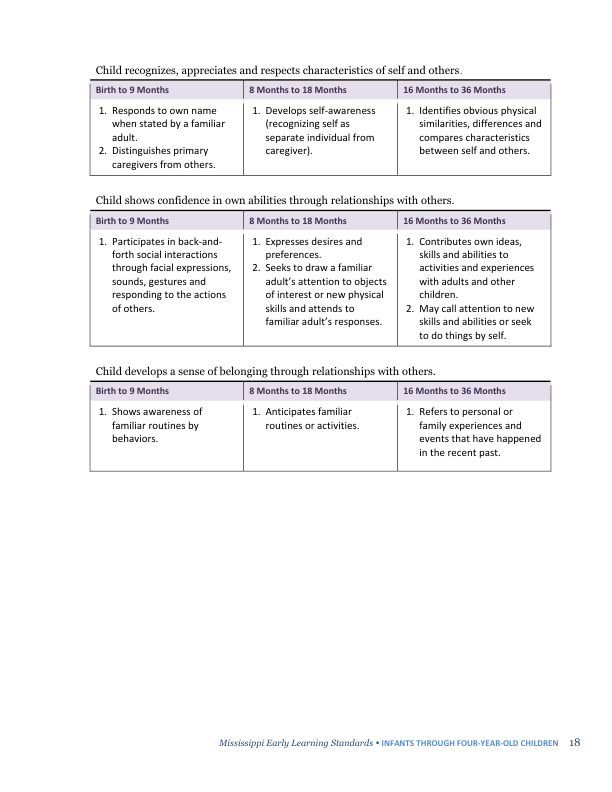 Child recognizes, appreciates and respects characteristics of self and others.
Birth to 9 Months
8 Months to 18 Months
16 Months to 36 Months
1. Responds to own name
when stated by a familiar
adult.
2. Distinguishes primary
caregivers from others.
1. Develops self-awareness
(recognizing self as
separate individual from
caregiver).
1. Identifies obvious physical
similarities, differences and
compares characteristics
between self and others.
Child shows confidence in own abilities through relationships with others.
Birth to 9 Months
8 Months to 18 Months
16 Months to 36 Months
1. Participates in back-and-
forth social interactions
through facial expressions,
sounds, gestures and
responding to the actions
of others.
1. Expresses desires and
preferences.
2. Seeks to draw a familiar
adult’s attention to objects
of interest or new physical
skills and attends to
familiar adult’s responses.
1. Contributes own ideas,
skills and abilities to
activities and experiences
with adults and other
children.
2. May call attention to new
skills and abilities or seek
to do things by self.
Child develops a sense of belonging through relationships with others.
Birth to 9 Months
8 Months to 18 Months
16 Months to 36 Months
1. Shows awareness of
familiar routines by
behaviors.
1. Anticipates familiar
routines or activities.
1. Refers to personal or
family experiences and
events that have happened
in the recent past.
Mississippi Early Learning Standards • INFANTS THROUGH FOUR-YEAR-OLD CHILDREN 18